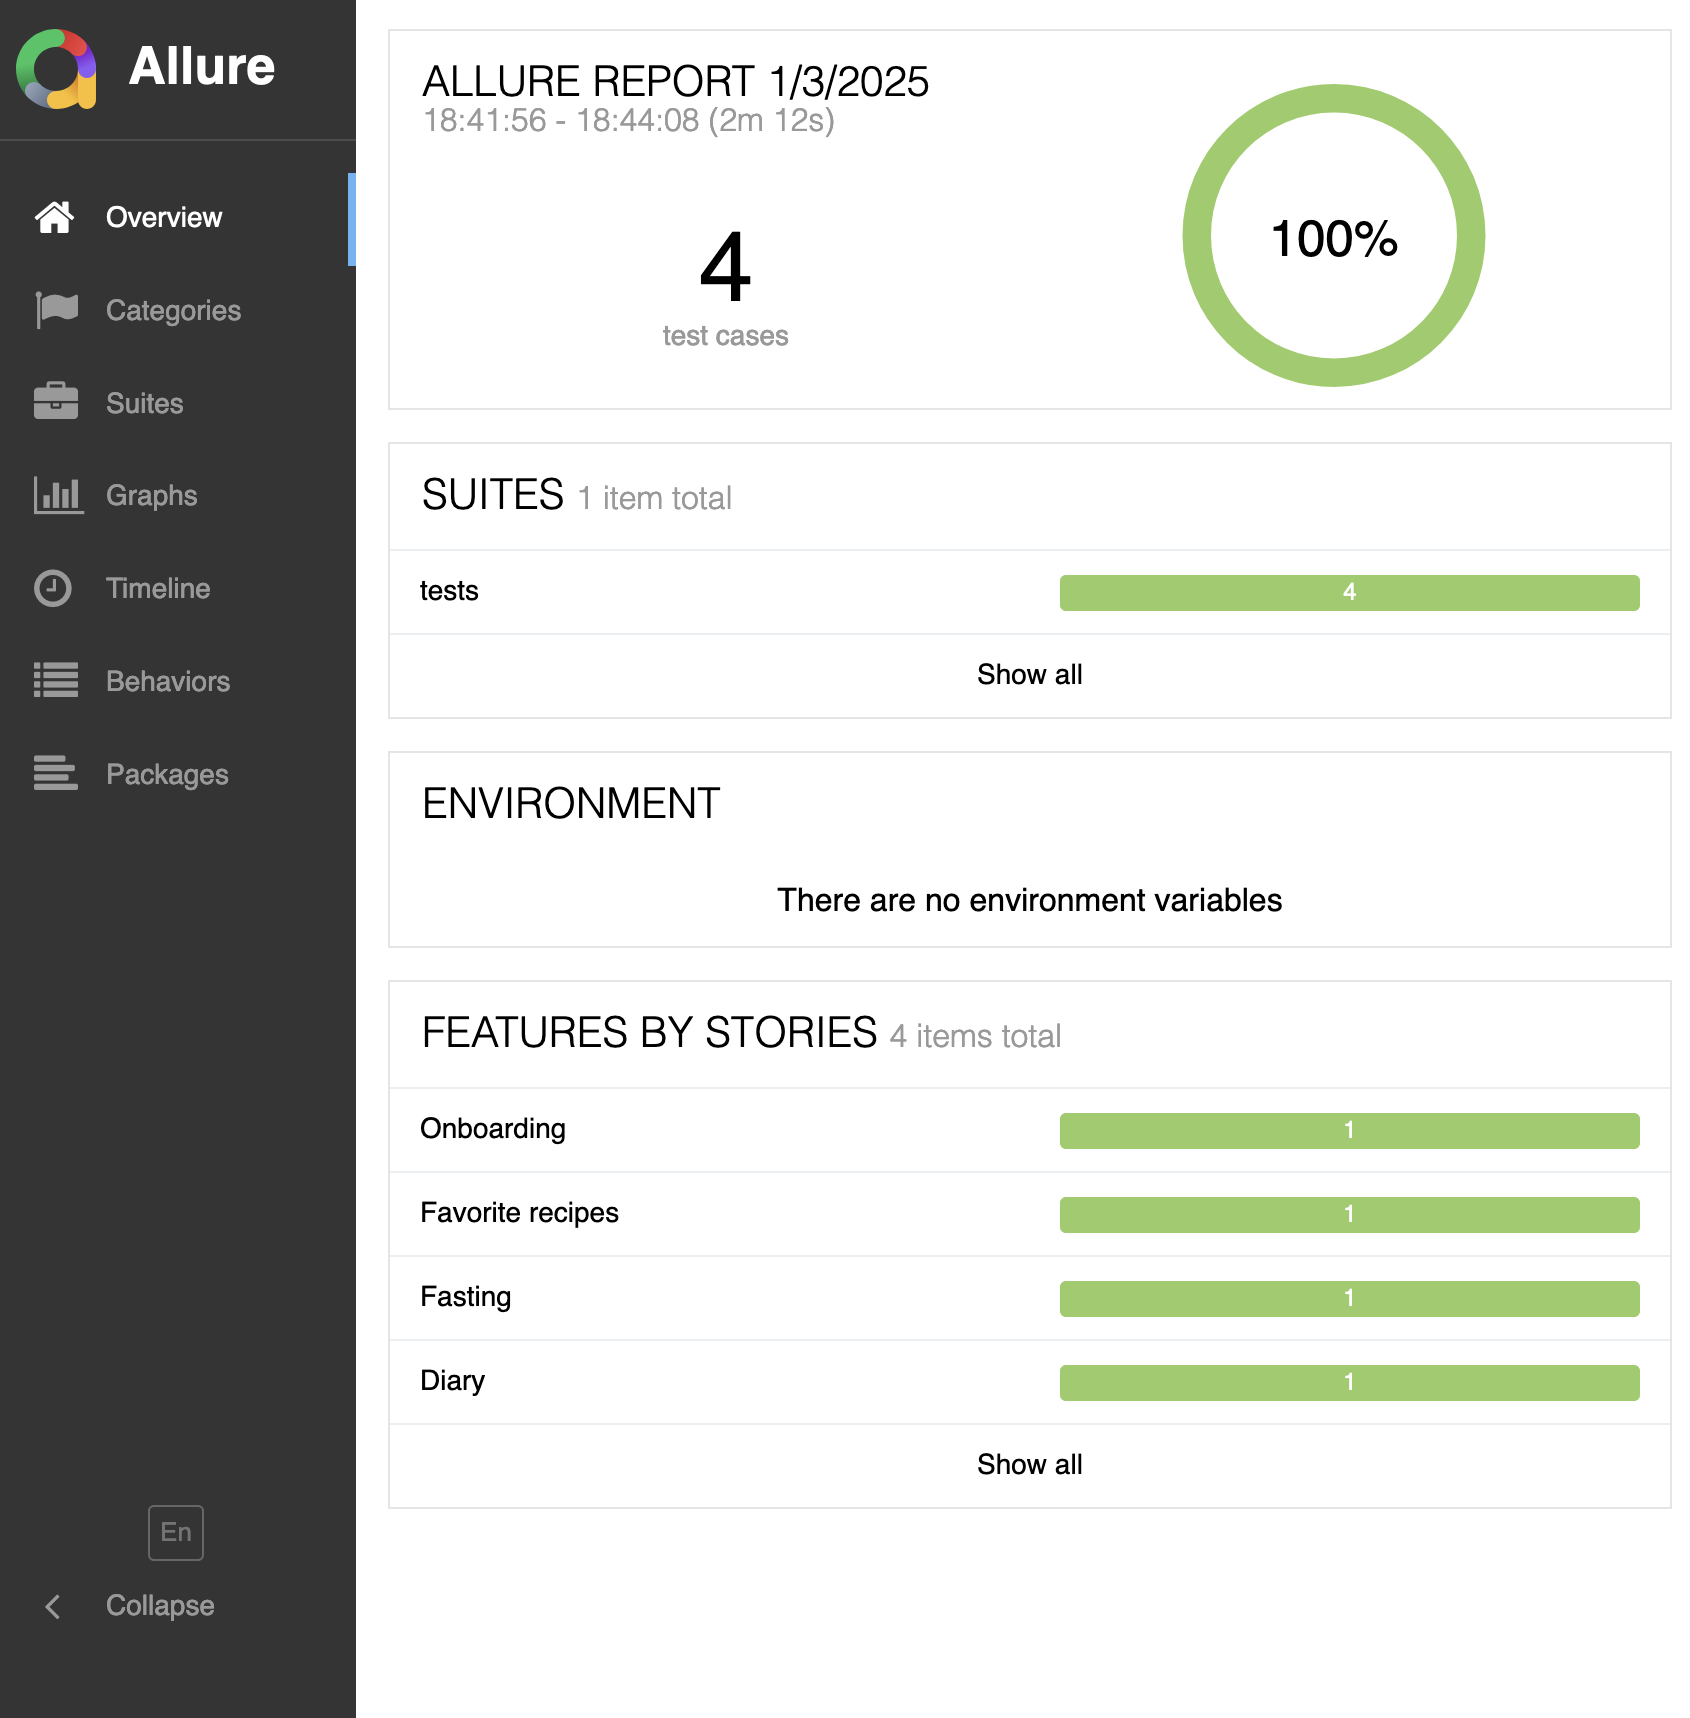 Allure
Overview
Categories
Suites
Graphs
Timeline
Behaviors
Packages
En
Collapse
ALLURE REPORT 1/3/2025
18:41:56 - 18:44:08 (2m 12s)
4
test cases
100%
SUITES 1 item total
tests 4
Show all
ENVIRONMENT
There are no environment variables
FEATURES BY STORIES 4 items total
Onboarding 1
Favorite recipes 1
Fasting 1
Diary 1
Show all